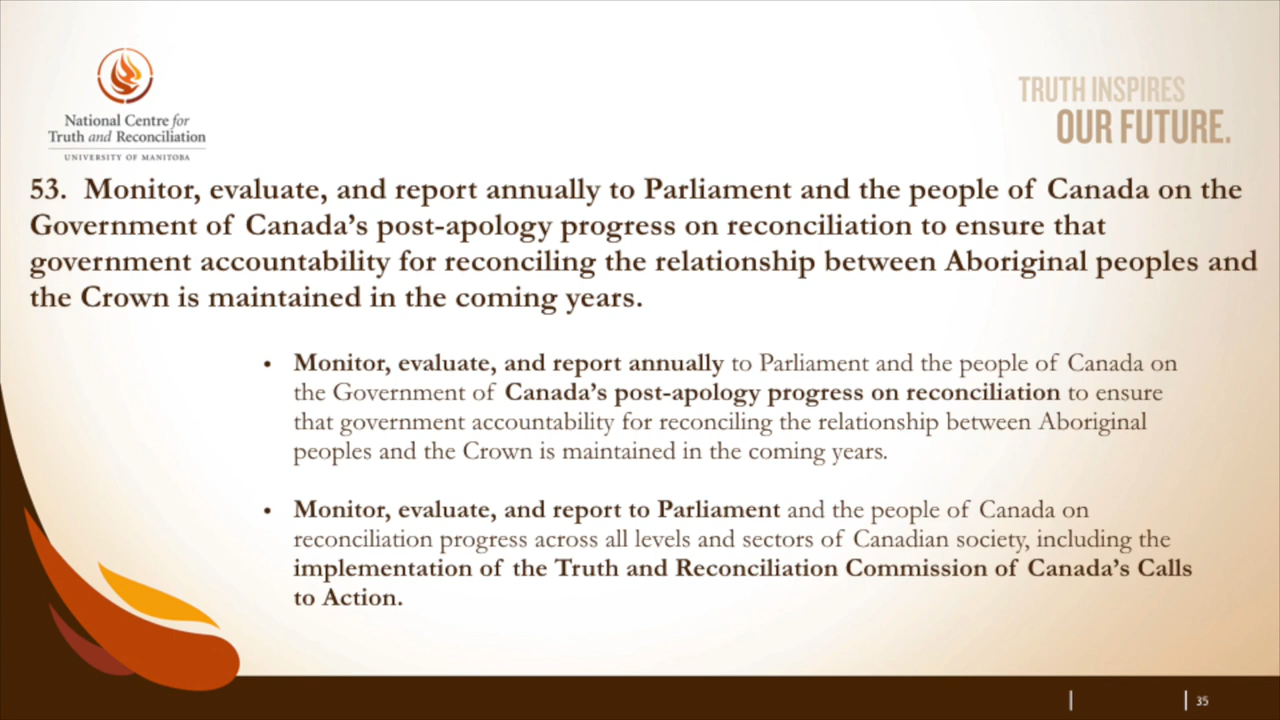 National Centre for
Truth and Reconciliation
UNIVERSITY OF MANITOBA
TRUTH INSPIRES
OUR FUTURE.
53. Monitor, evaluate, and report annually to Parliament and the people of Canada on the
Government of Canada’s post-apology progress on reconciliation to ensure that
government accountability for reconciling the relationship between Aboriginal peoples and
the Crown is maintained in the coming years.
• Monitor, evaluate, and report annually to Parliament and the people of Canada on
the Government of Canada’s post-apology progress on reconciliation to ensure
that government accountability for reconciling the relationship between Aboriginal
peoples and the Crown is maintained in the coming years.
• Monitor, evaluate, and report to Parliament and the people of Canada on
reconciliation progress across all levels and sectors of Canadian society, including the
implementation of the Truth and Reconciliation Commission of Canada’s Calls
to Action.
35